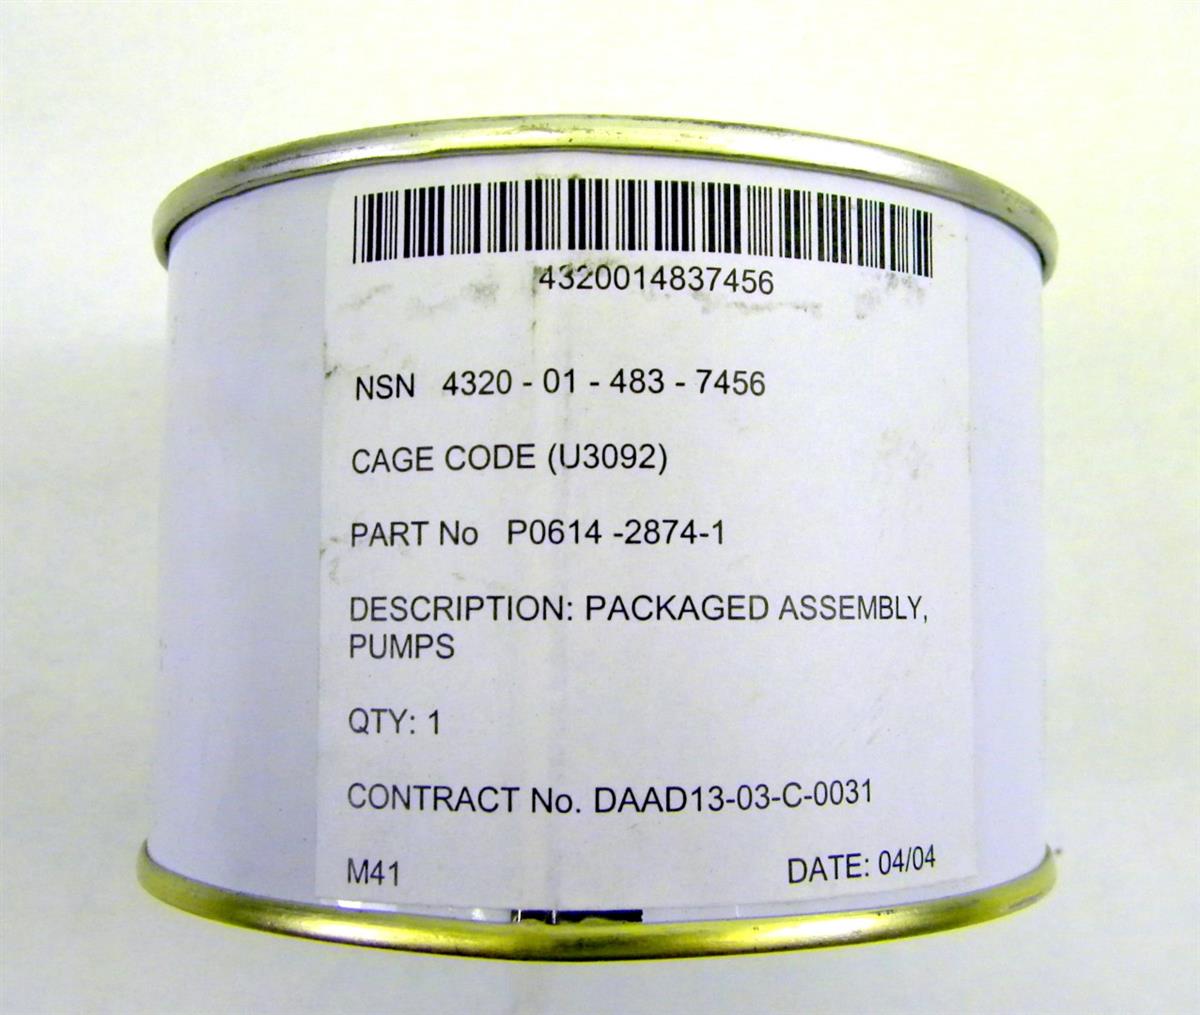 4320014837456
NSN 4320 - 01 - 483 - 7456
CAGE CODE (U3092)
PART No P0614 -2874-1
DESCRIPTION: PACKAGED ASSEMBLY,
PUMPS
QTY: 1
CONTRACT No. DAAD13-03-C-0031
M41 DATE: 04/04